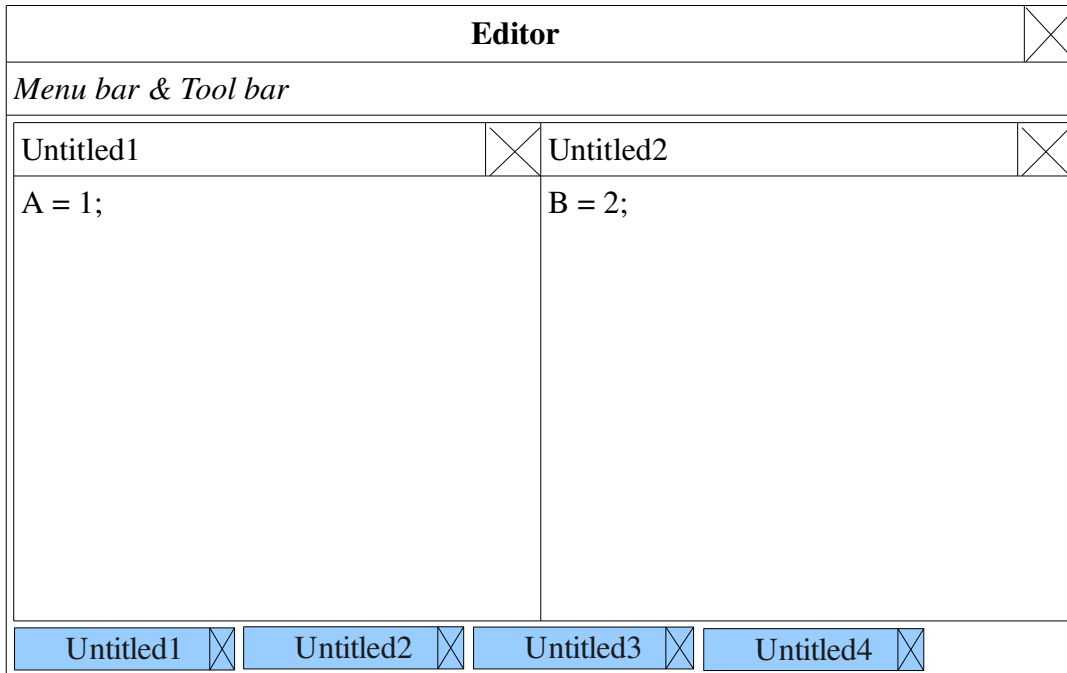 Editor
Menu bar & Tool bar
Untitled1 Untitled2
A = 1; B = 2;
Untitled1 Untitled2 Untitled3 Untitled4